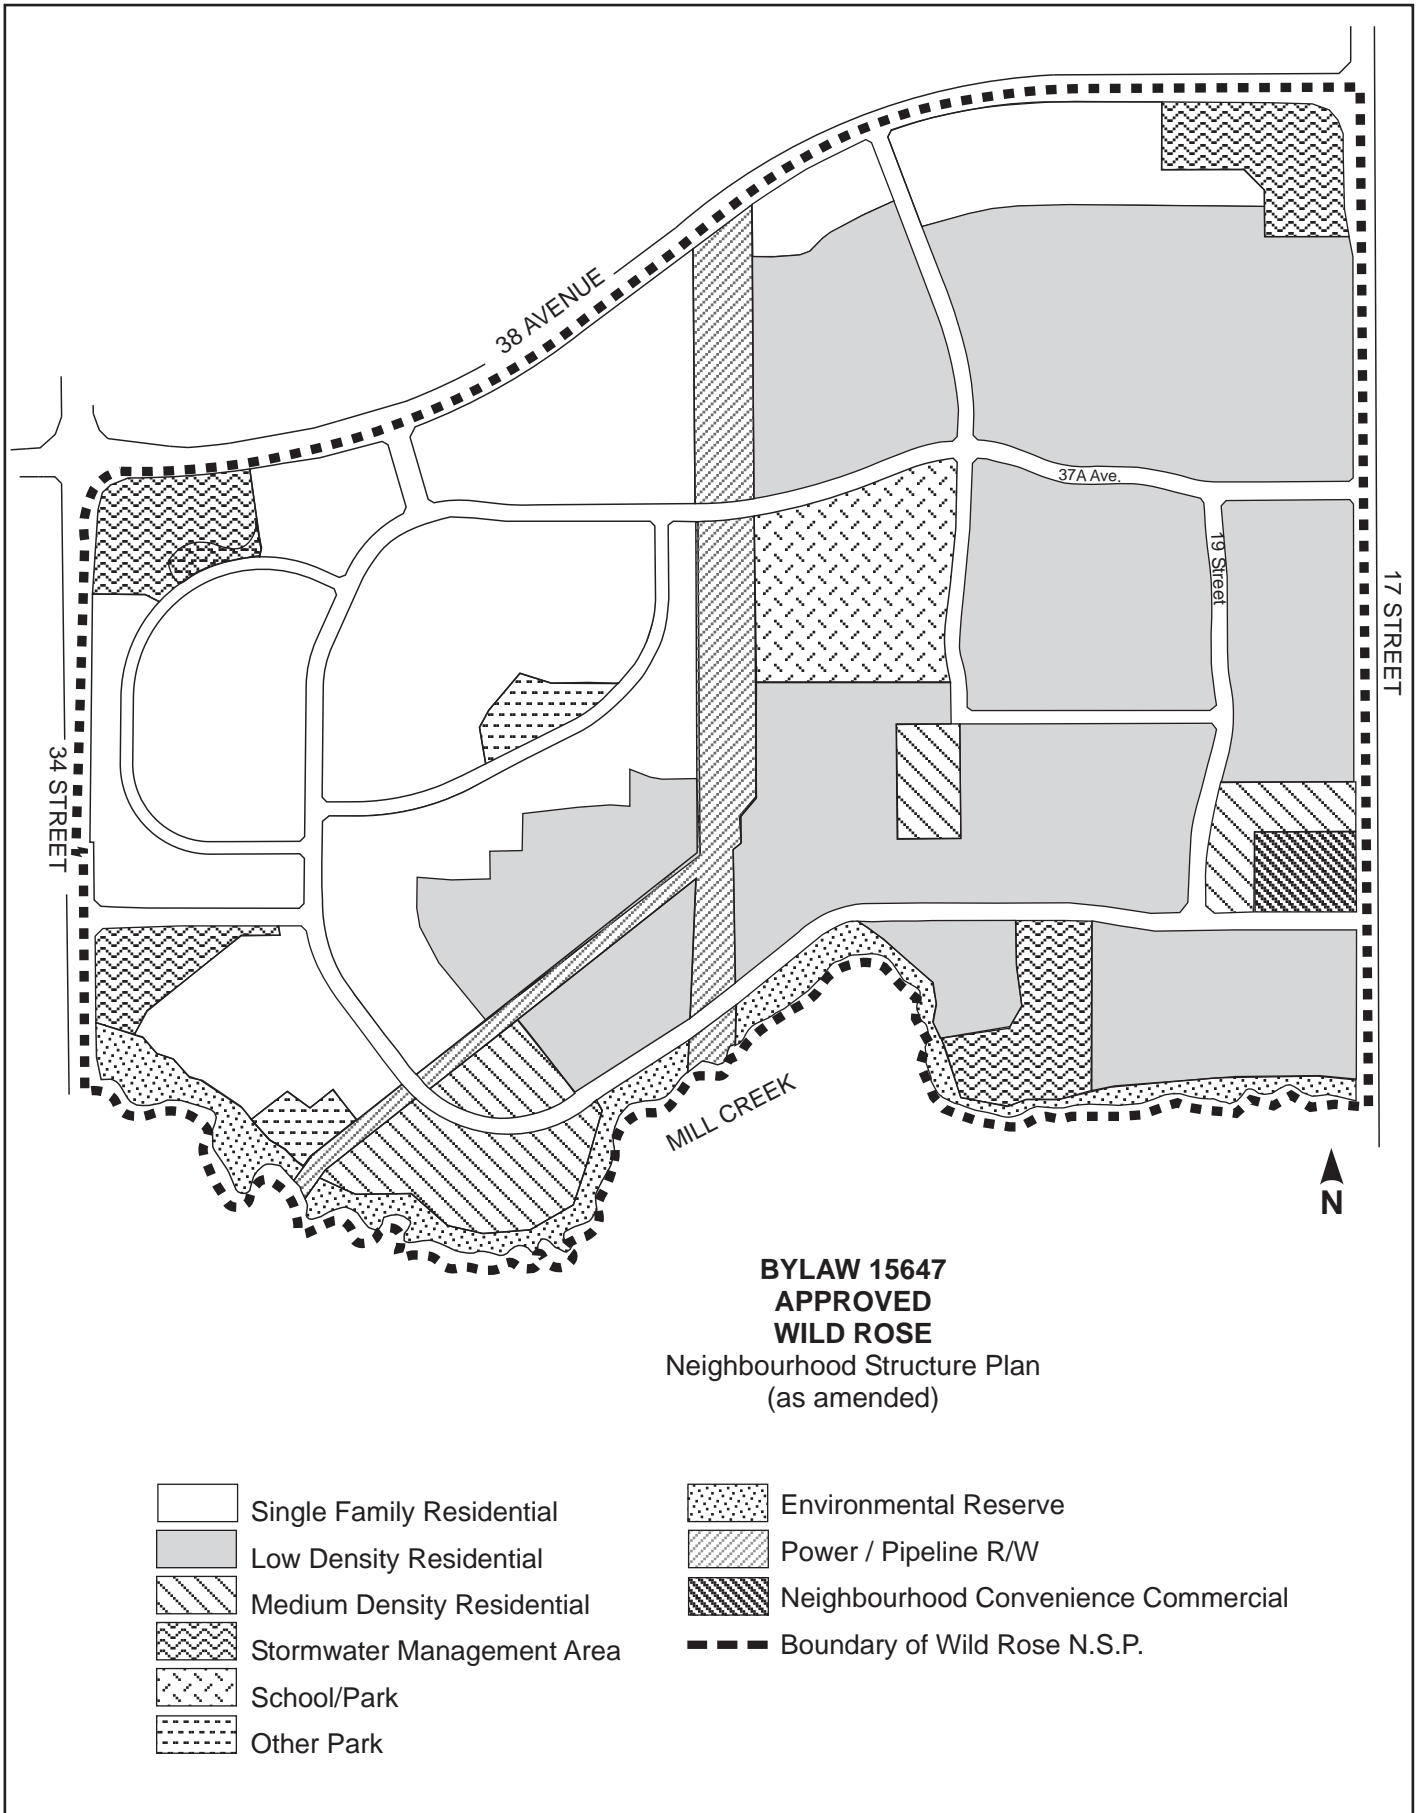 38 AVENUE
37A Ave.
19 Street
17 STREET
34 STREET
MILL CREEK
N
BYLAW 15647
APPROVED
WILD ROSE
Neighbourhood Structure Plan
(as amended)
Single Family Residential
Low Density Residential
Medium Density Residential
Stormwater Management Area
School/Park
Other Park
Environmental Reserve
Power / Pipeline R/W
Neighbourhood Convenience Commercial
Boundary of Wild Rose N.S.P.